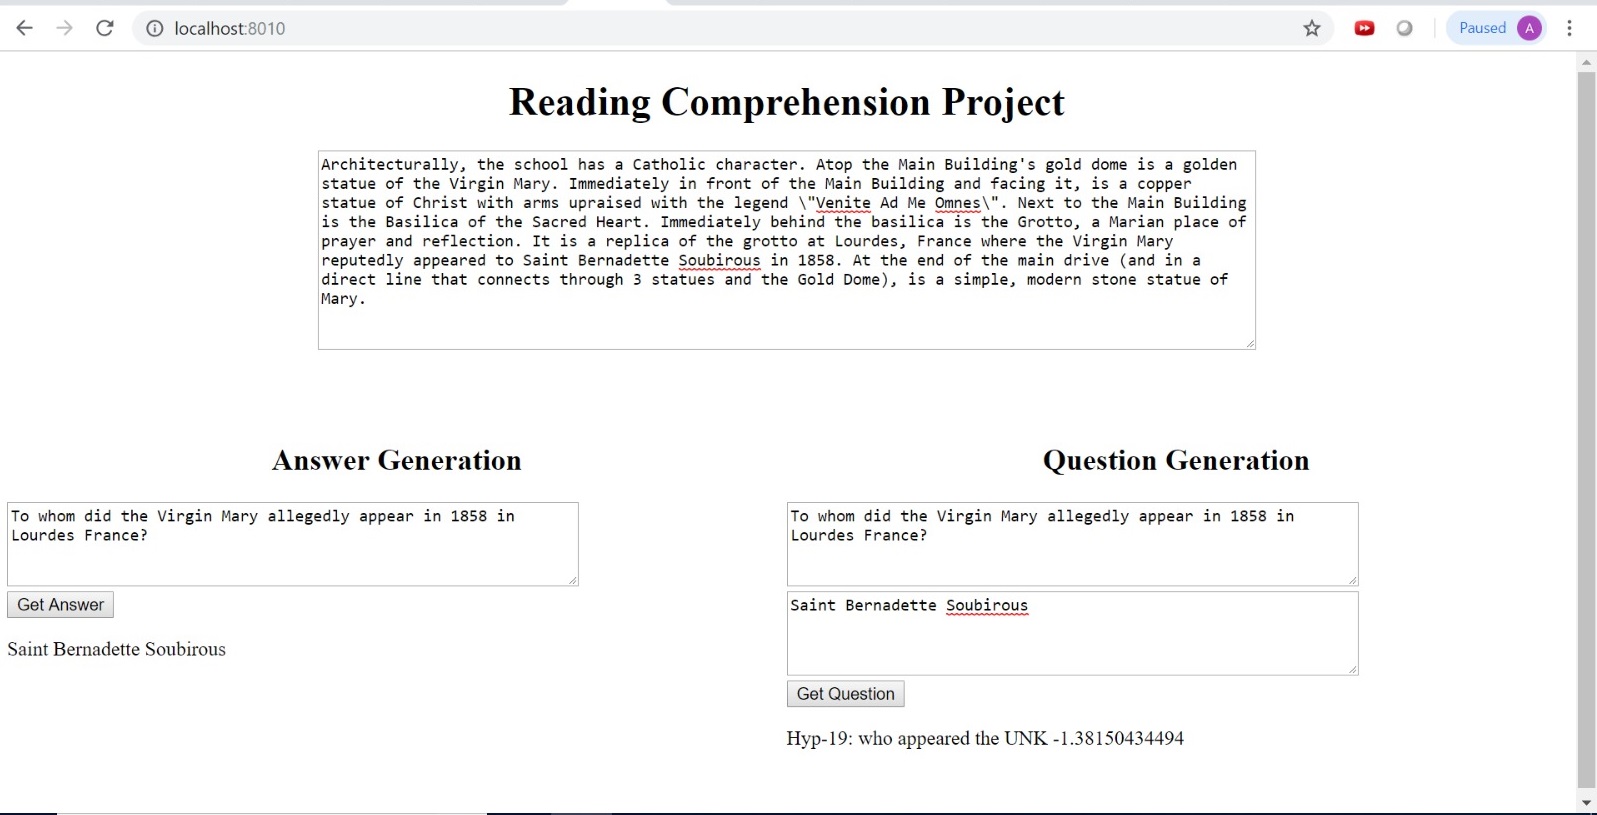 localhost:8010
Paused
A
Reading Comprehension Project
Architecturally, the school has a Catholic character. Atop the Main Building's gold dome is a golden
statue of the Virgin Mary. Immediately in front of the Main Building and facing it, is a copper
statue of Christ with arms upraised with the legend \"Venite Ad Me Omnes\". Next to the Main Building
is the Basilica of the Sacred Heart. Immediately behind the basilica is the Grotto, a Marian place of
prayer and reflection. It is a replica of the grotto at Lourdes, France where the Virgin Mary
reputedly appeared to Saint Bernadette Soubirous in 1858. At the end of the main drive (and in a
direct line that connects through 3 statues and the Gold Dome), is a simple, modern stone statue of
Mary.
Answer Generation
To whom did the Virgin Mary allegedly appear in 1858 in
Lourdes France?
Get Answer
Saint Bernadette Soubirous
Question Generation
To whom did the Virgin Mary allegedly appear in 1858 in
Lourdes France?
Saint Bernadette Soubirous
Get Question
Hyp-19: who appeared the UNK -1.38150434494